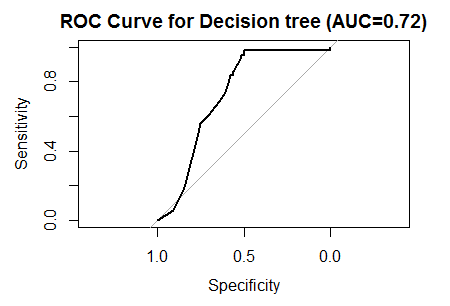 ROC Curve for Decision tree (AUC=0.72)
Sensitivity
0.8
0.4
0.0
1.0 0.5 0.0
Specificity